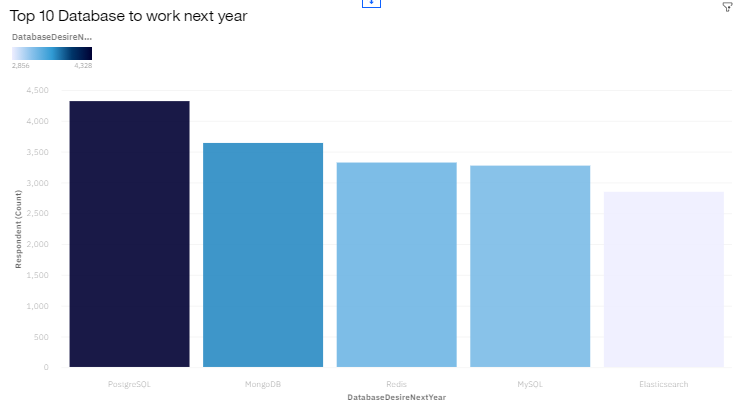 Top 10 Database to work next year
DatabaseDesireN...
2,856 4,328
4,500
4,000
3,500
3,000
2,500
2,000
1,500
1,000
500
0
Respondent (Count)
PostgreSQL MongoDB Redis MySQL Elasticsearch
DatabaseDesireNextYear